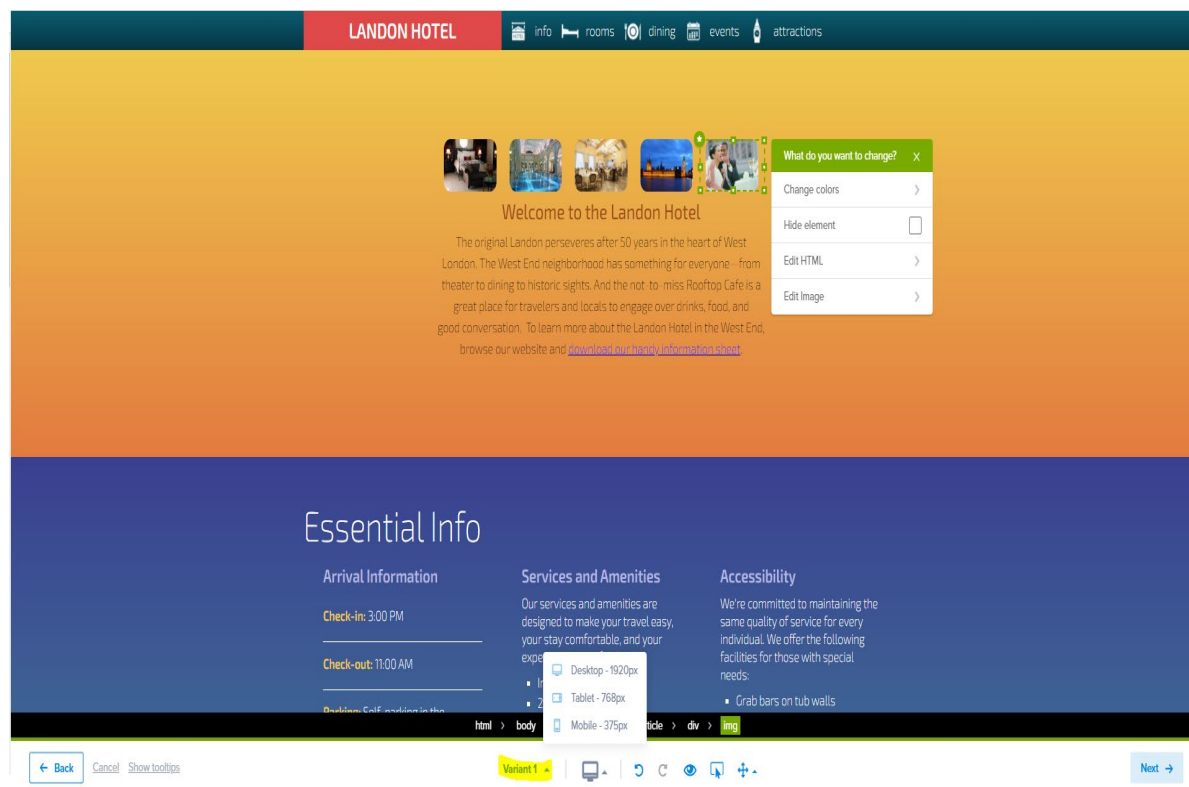 LANDON HOTEL
info
rooms
dining
events
attractions
What do you want to change? X
Change colors
Hide element
Edit HTML
Edit Image
Welcome to the Landon Hotel
The original Landon perseveres after 50 years in the heart of West
London. The West End neighborhood has something for everyone—from
theater to dining to historic sights. And the not-to-miss Rooftop Cafe is a
great place for travelers and locals to engage over drinks, food, and
good conversation. To learn more about the Landon Hotel in the West End,
browse our website and download our handy information sheet.
Essential Info
Arrival Information
Check-in: 3:00 PM
Check-out: 11:00 AM
Parking: Self-parking in the
Services and Amenities
Our services and amenities are
designed to make your travel easy,
your stay comfortable, and your
Accessibility
We're committed to maintaining the
same quality of service for every
individual. We offer the following
facilities for those with special
needs:
▪ Grab bars on tub walls
Desktop - 1920px
Tablet - 768px
Mobile - 375px
html > body
> div > img
← Back
Cancel
Show tooltips
Variant 1
Next →